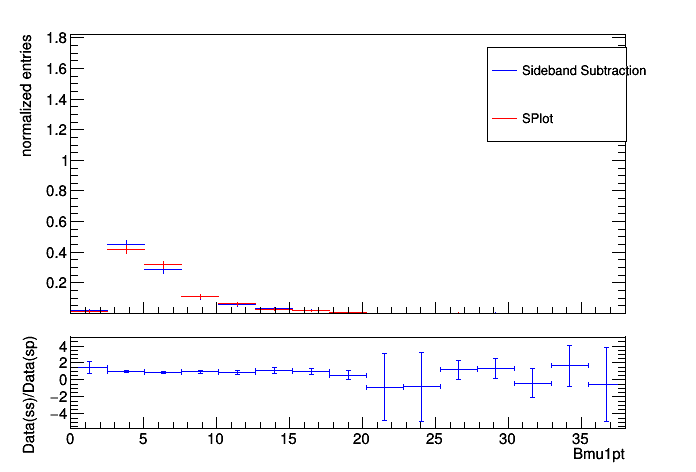 normalized entries
1.8
1.6
1.4
1.2
1
0.8
0.6
0.4
0.2
Sideband Subtraction
SPlot
Data(ss)/Data(sp)
4
2
0
−2
−4
0 5 10 15 20 25 30 35
Bmu1pt